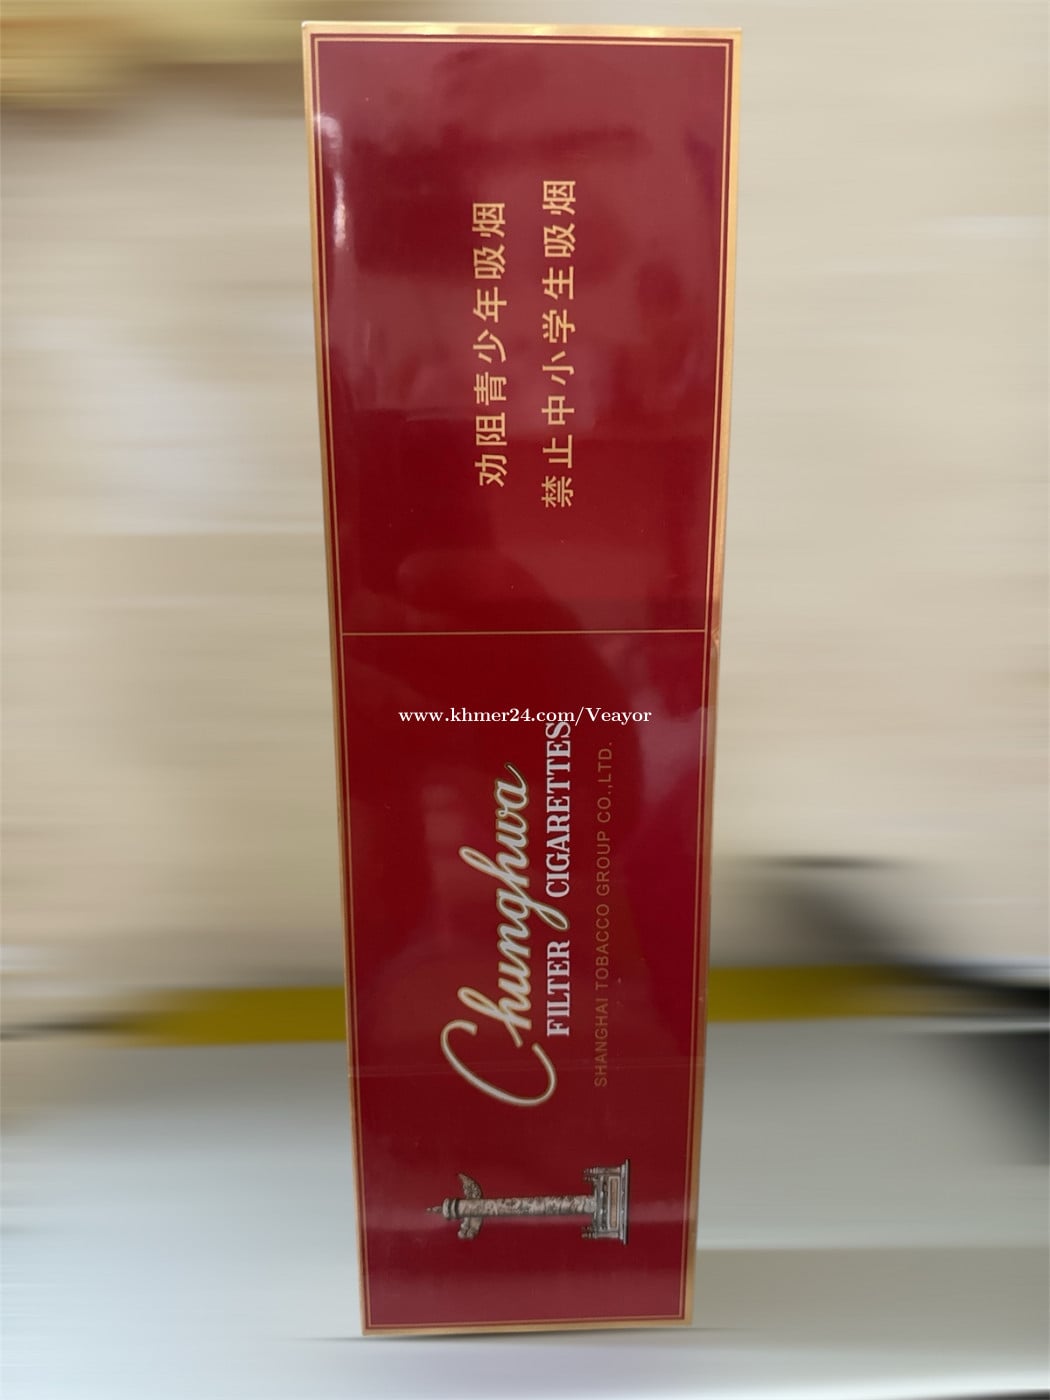 劝阻青少年吸烟
禁止中小学生吸烟
www.khmer24.com/Veayor
Chunghwa
FILTER CIGARETTES
SHANGHAI TOBACCO GROUP CO.,LTD.